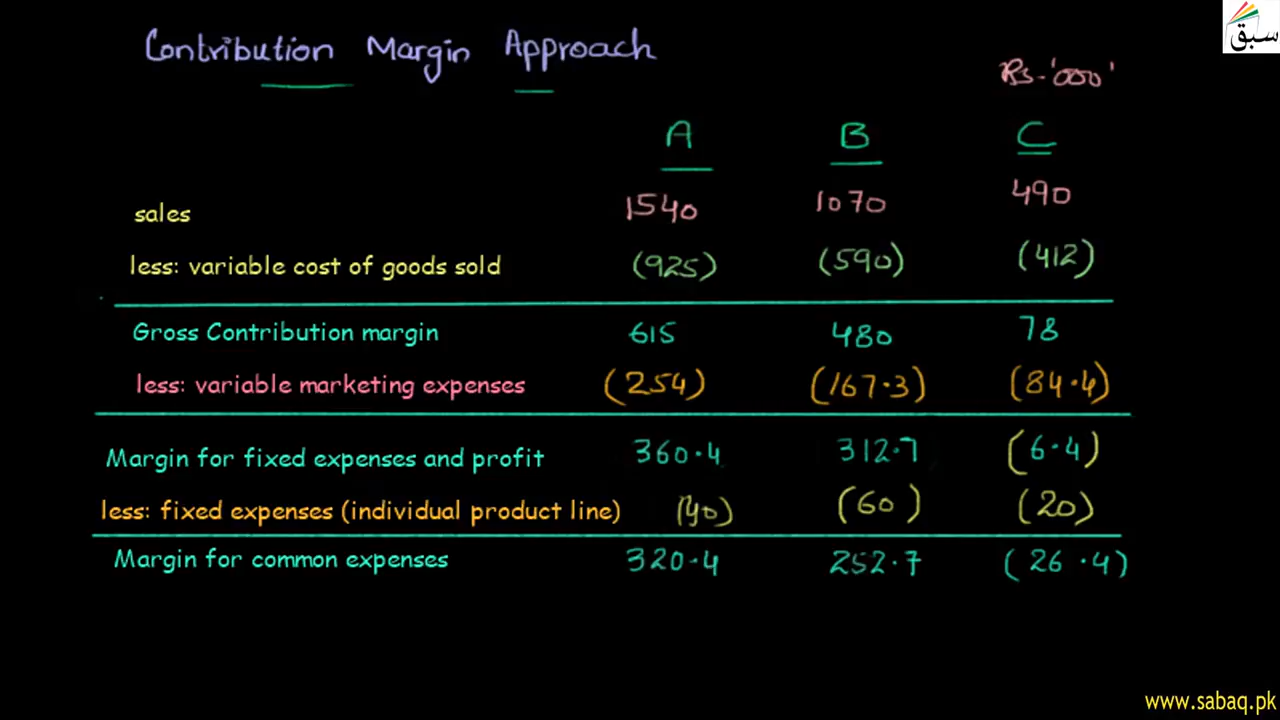 سبق
Contribution Margin Approach
Rs-'000'
A B C
sales 1540 1070 490
less: variable cost of goods sold (925) (590) (412)
Gross Contribution margin 615 480 78
less: variable marketing expenses (254) (167.3) (84.4)
Margin for fixed expenses and profit 360.4 312.7 (6.4)
less: fixed expenses (individual product line) (40) (60) (20)
Margin for common expenses 320.4 252.7 (26.4)
www.sabaq.pk